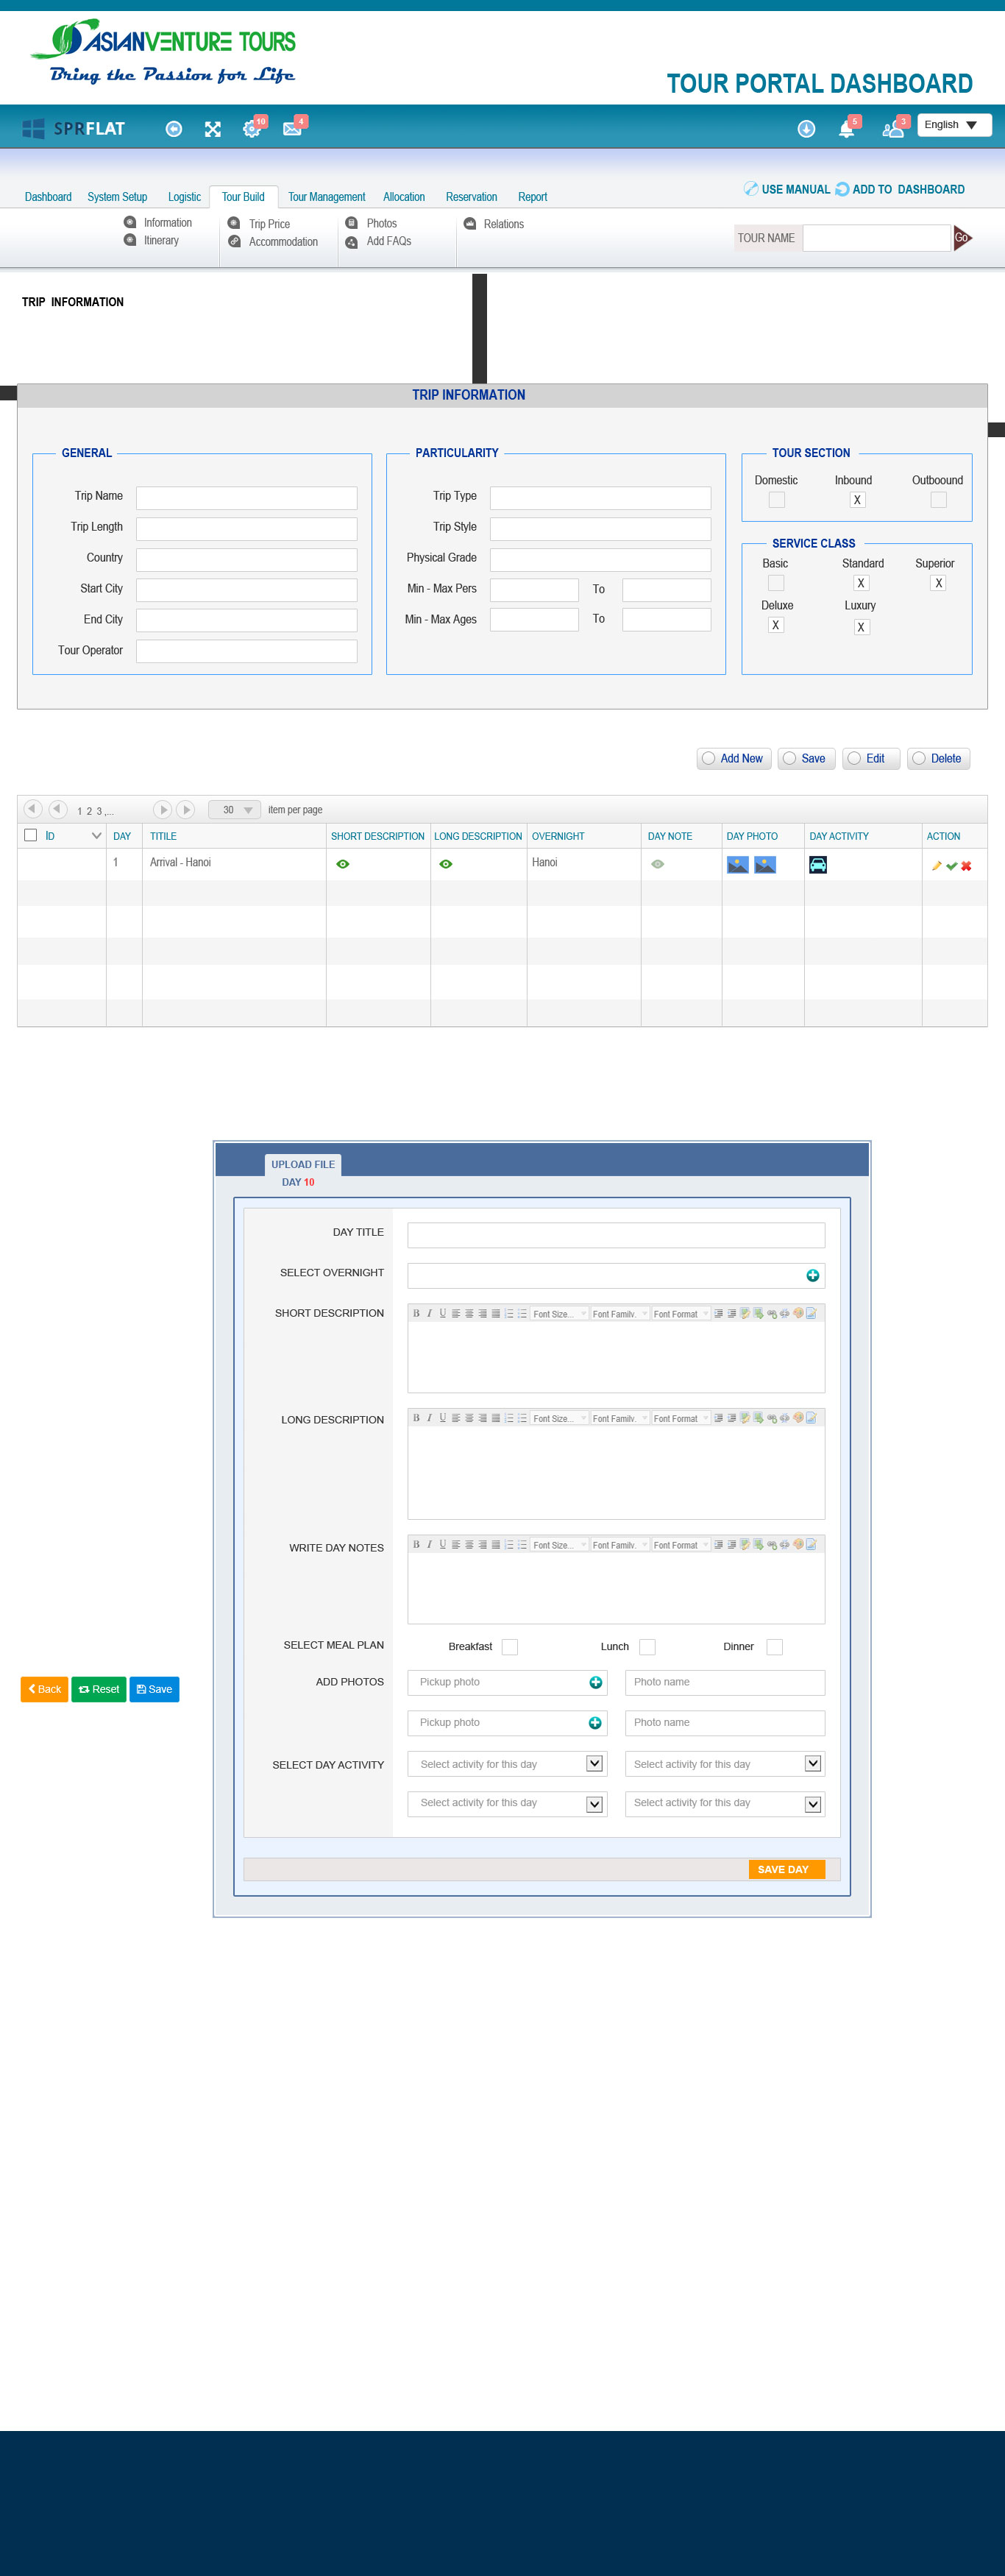 ASIANVENTURE TOURS
Bring the Passion for Life
TOUR PORTAL DASHBOARD
SPRFLAT
10
4
5
3
English
Dashboard System Setup Logistic Tour Build Tour Management Allocation Reservation Report
USE MANUAL ADD TO DASHBOARD
Information Trip Price Photos Relations
Itinerary Accommodation Add FAQs
TOUR NAME Go
TRIP INFORMATION
TRIP INFORMATION
GENERAL
Trip Name
Trip Length
Country
Start City
End City
Tour Operator
PARTICULARITY
Trip Type
Trip Style
Physical Grade
Min - Max Pers To
Min - Max Ages To
TOUR SECTION
Domestic Inbound Outboound
X
SERVICE CLASS
Basic Standard Superior
X X
Deluxe Luxury
X X
Add New Save Edit Delete
1 2 3 ,... 30 item per page
ID DAY TITILE SHORT DESCRIPTION LONG DESCRIPTION OVERNIGHT DAY NOTE DAY PHOTO DAY ACTIVITY ACTION
1 Arrival - Hanoi Hanoi
UPLOAD FILE
DAY 10
DAY TITLE
SELECT OVERNIGHT
SHORT DESCRIPTION
B I U Font Size... Font Family. Font Format
LONG DESCRIPTION
B I U Font Size... Font Family. Font Format
WRITE DAY NOTES
B I U Font Size... Font Family. Font Format
SELECT MEAL PLAN Breakfast Lunch Dinner
ADD PHOTOS Pickup photo Photo name
Back Reset Save
Pickup photo Photo name
SELECT DAY ACTIVITY Select activity for this day Select activity for this day
Select activity for this day Select activity for this day
SAVE DAY